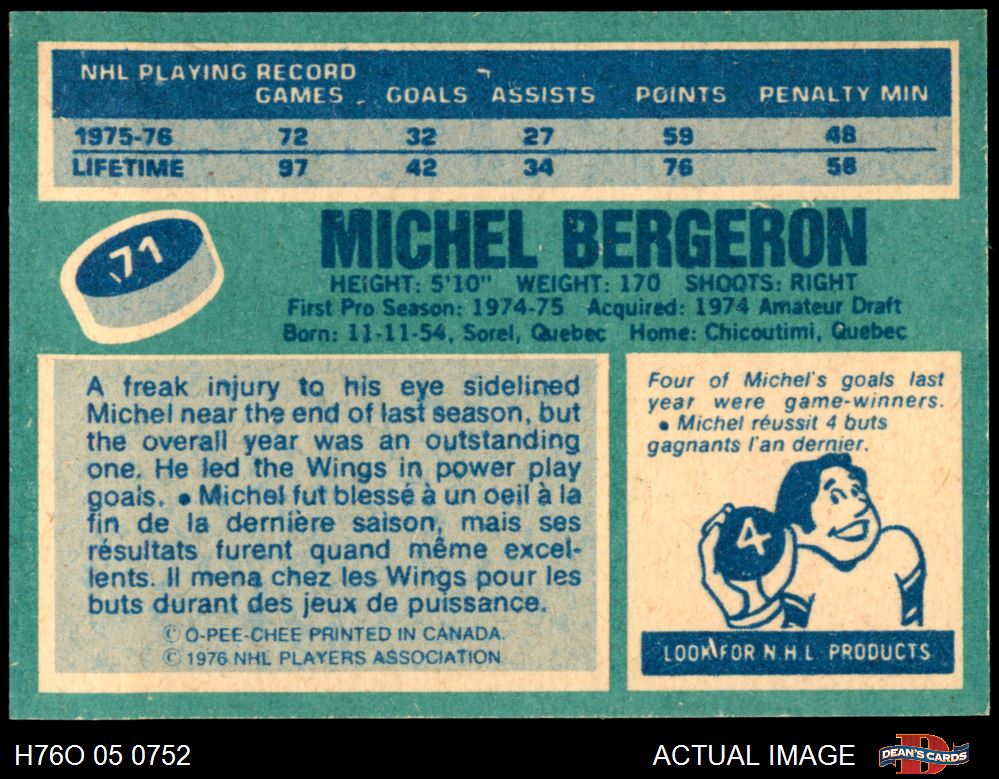 NHL PLAYING RECORD
GAMES GOALS ASSISTS POINTS PENALTY MIN
1975-76 72 32 27 59 48
LIFETIME 97 42 34 76 58
71
MICHEL BERGERON
HEIGHT: 5'10" WEIGHT: 170 SHOOTS: RIGHT
First Pro Season: 1974-75 Acquired: 1974 Amateur Draft
Born: 11-11-54, Sorel, Quebec Home: Chicoutimi, Quebec
A freak injury to his eye sidelined
Michel near the end of last season, but
the overall year was an outstanding
one. He led the Wings in power play
goals. • Michel fut blessé à un oeil à la
fin de la dernière saison, mais ses
résultats furent quand même excel-
lents. Il mena chez les Wings pour les
buts durant des jeux de puissance.
© O-PEE-CHEE PRINTED IN CANADA.
© 1976 NHL PLAYERS ASSOCIATION
Four of Michel's goals last
year were game-winners.
• Michel réussit 4 buts
gagnants l'an dernier.
4
LOOK FOR N.H.L PRODUCTS
H76O 05 0752
ACTUAL IMAGE
D
DEAN'S CARDS